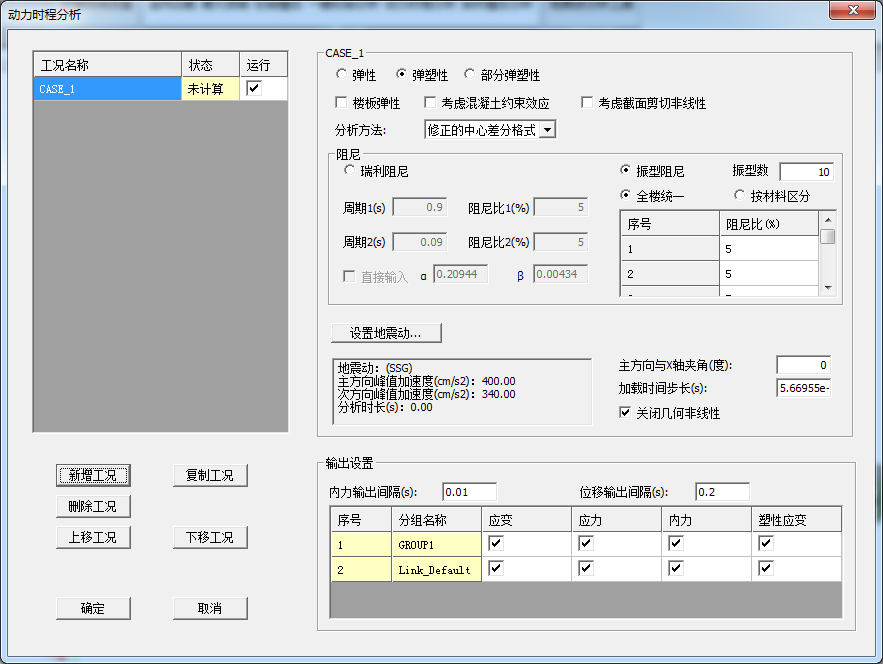 动力时程分析
工况名称 状态 运行
CASE_1 未计算
CASE_1
弹性 弹塑性 部分弹塑性
楼板弹性 考虑混凝土约束效应 考虑截面剪切非线性
分析方法: 修正的中心差分格式
阻尼
瑞利阻尼 振型阻尼 振型数 10
全楼统一 按材料区分
周期1(s) 0.9 阻尼比1(%) 5
周期2(s) 0.09 阻尼比2(%) 5
直接输入 α 0.20944 β 0.00434
序号 阻尼比(%)
1 5
2 5
设置地震动...
地震动: (SSG)
主方向峰值加速度(cm/s2): 400.00
次方向峰值加速度(cm/s2): 340.00
分析时长(s): 0.00
主方向与X轴夹角(度): 0
加载时间步长(s): 5.66955e-
关闭几何非线性
新增工况 复制工况
删除工况
上移工况 下移工况
确定 取消
输出设置
内力输出间隔(s): 0.01 位移输出间隔(s): 0.2
序号 分组名称 应变 应力 内力 塑性应变
1 GROUP1
2 Link_Default